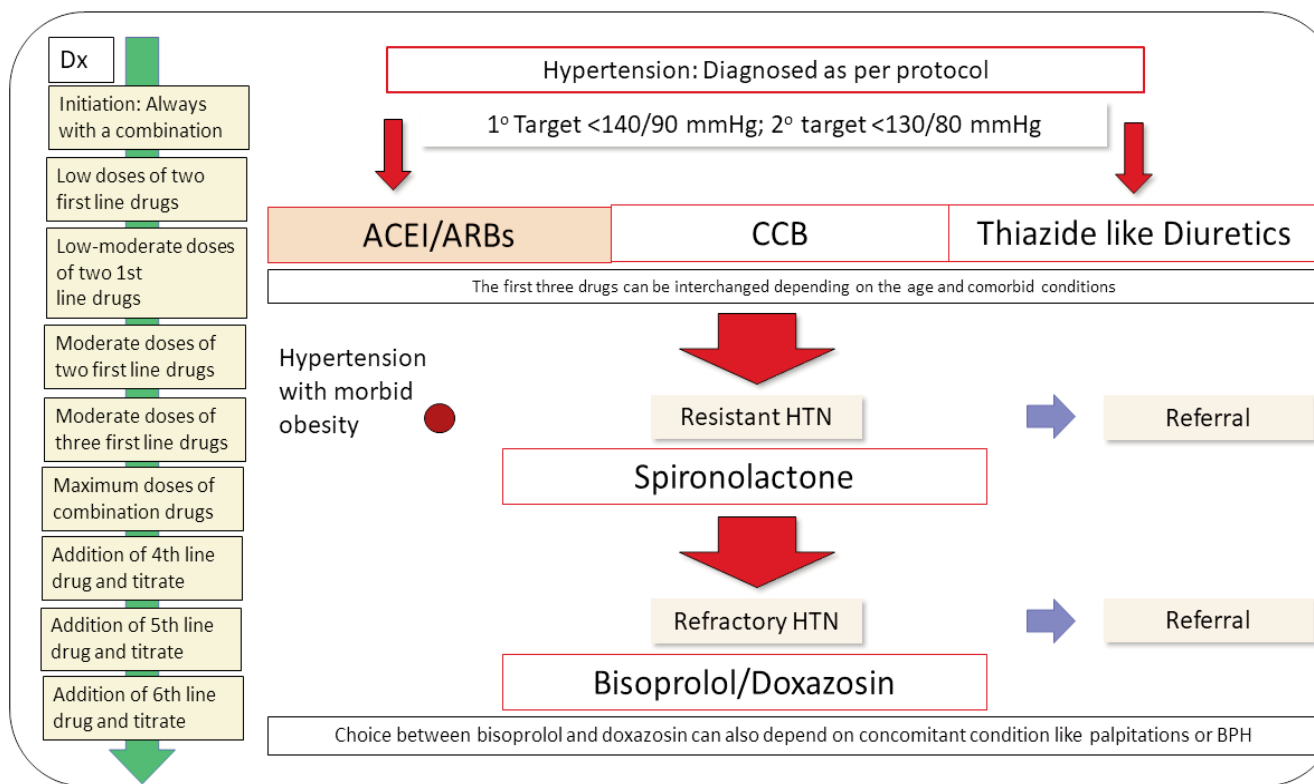 Dx
Initiation: Always
with a combination
Low doses of two
first line drugs
Low-moderate doses
of two 1st
line drugs
Moderate doses of
two first line drugs
Moderate doses of
three first line drugs
Maximum doses of
combination drugs
Addition of 4th line
drug and titrate
Addition of 5th line
drug and titrate
Addition of 6th line
drug and titrate
Hypertension: Diagnosed as per protocol
1º Target <140/90 mmHg; 2º target <130/80 mmHg
ACEI/ARBs
CCB
Thiazide like Diuretics
The first three drugs can be interchanged depending on the age and comorbid conditions
Hypertension
with morbid
obesity
Resistant HTN
Referral
Spironolactone
Refractory HTN
Referral
Bisoprolol/Doxazosin
Choice between bisoprolol and doxazosin can also depend on concomitant condition like palpitations or BPH